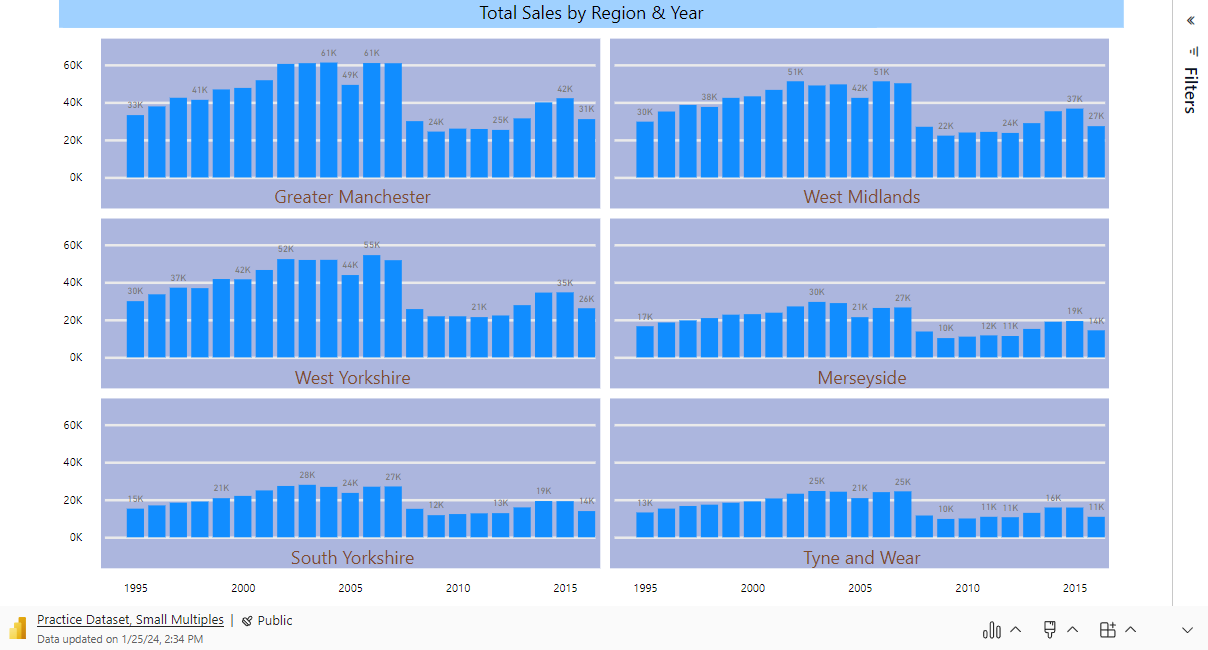 Total Sales by Region & Year
Filters
60K
40K
20K
0K
33K 41K 61K 49K 61K 24K 25K 42K 31K
Greater Manchester
30K 38K 51K 42K 51K 22K 24K 37K 27K
West Midlands
60K
40K
20K
0K
30K 37K 42K 52K 44K 55K 21K 35K 26K
West Yorkshire
17K 30K 21K 27K 10K 12K 11K 19K 14K
Merseyside
60K
40K
20K
0K
15K 21K 28K 24K 27K 12K 13K 19K 14K
South Yorkshire
13K 25K 21K 25K 10K 11K 11K 16K 11K
Tyne and Wear
1995 2000 2005 2010 2015
1995 2000 2005 2010 2015
Practice Dataset, Small Multiples | Public
Data updated on 1/25/24, 2:34 PM